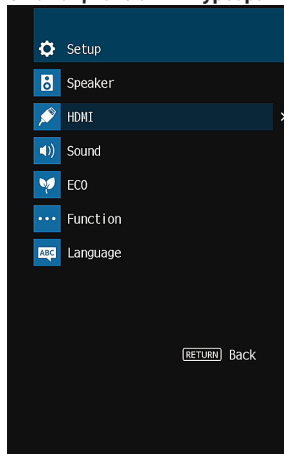 Setup
Speaker
HDMI
Sound
ECO
Function
ABC Language
RETURN Back